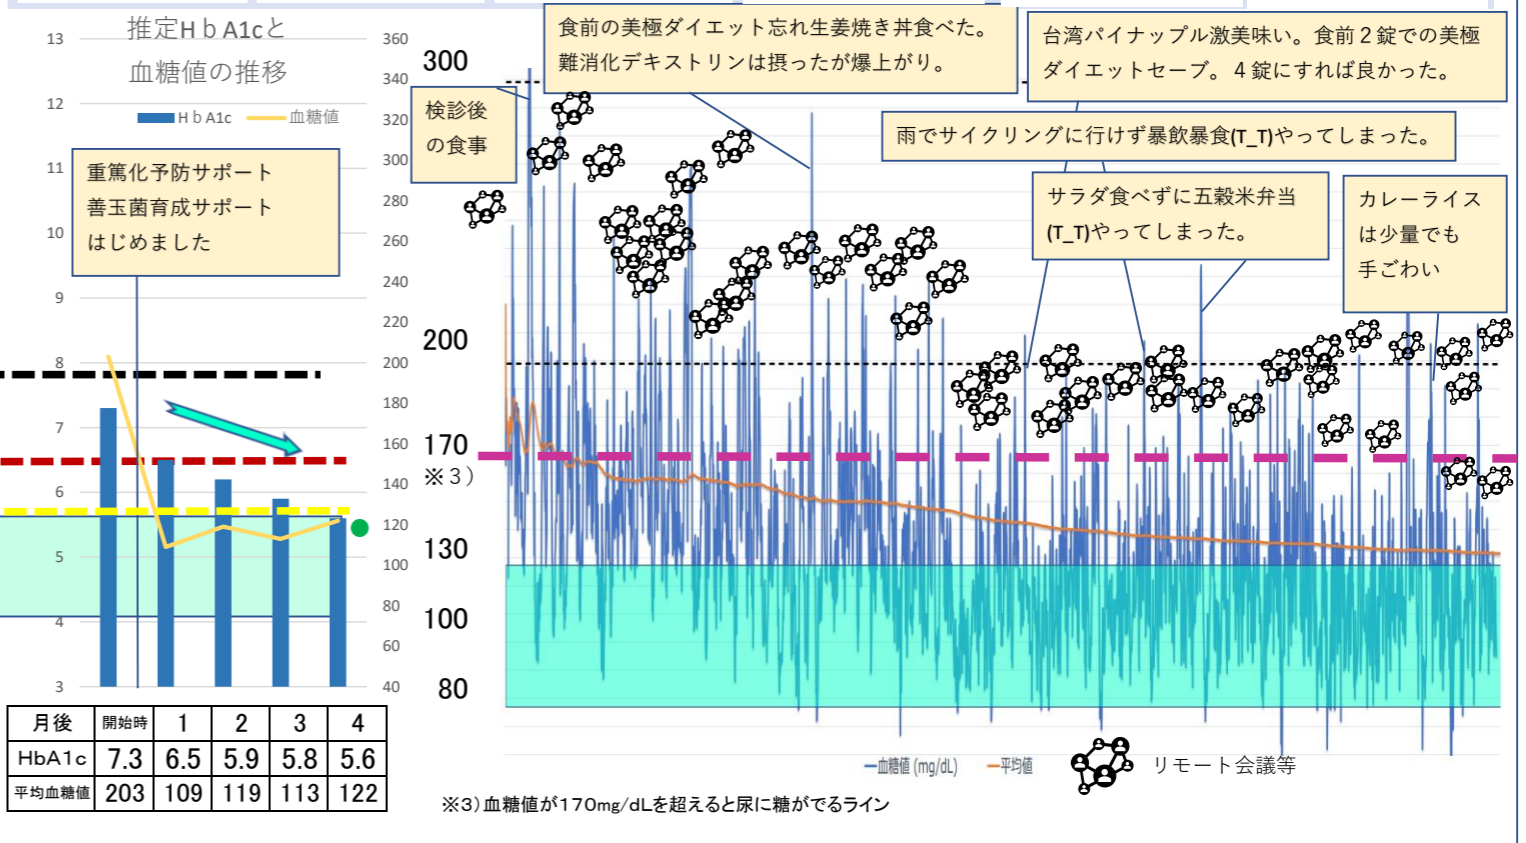 推定HbA1cと
血糖値の推移
HbA1c
血糖値
13
12
11
10
9
8
7
6
5
4
3
360
340
320
300
280
260
240
220
200
180
160
140
120
100
80
60
40
重篤化予防サポート
善玉菌育成サポート
はじめました
月後 開始時 1 2 3 4
HbA1c 7.3 6.5 5.9 5.8 5.6
平均血糖値 203 109 119 113 122
300
200
170
※3)
130
100
80
検診後
の食事
食前の美極ダイエット忘れ生姜焼き丼食べた。
難消化デキストリンは摂ったが爆上がり。
台湾パイナップル激美味い。食前2錠での美極
ダイエットセーブ。4錠にすれば良かった。
雨でサイクリングに行けず暴飲暴食(T_T)やってしまった。
サラダ食べずに五穀米弁当
(T_T)やってしまった。
カレーライス
は少量でも
手ごわい
血糖値 (mg/dL)
平均値
リモート会議等
※3)血糖値が170mg/dLを超えると尿に糖がでるライン